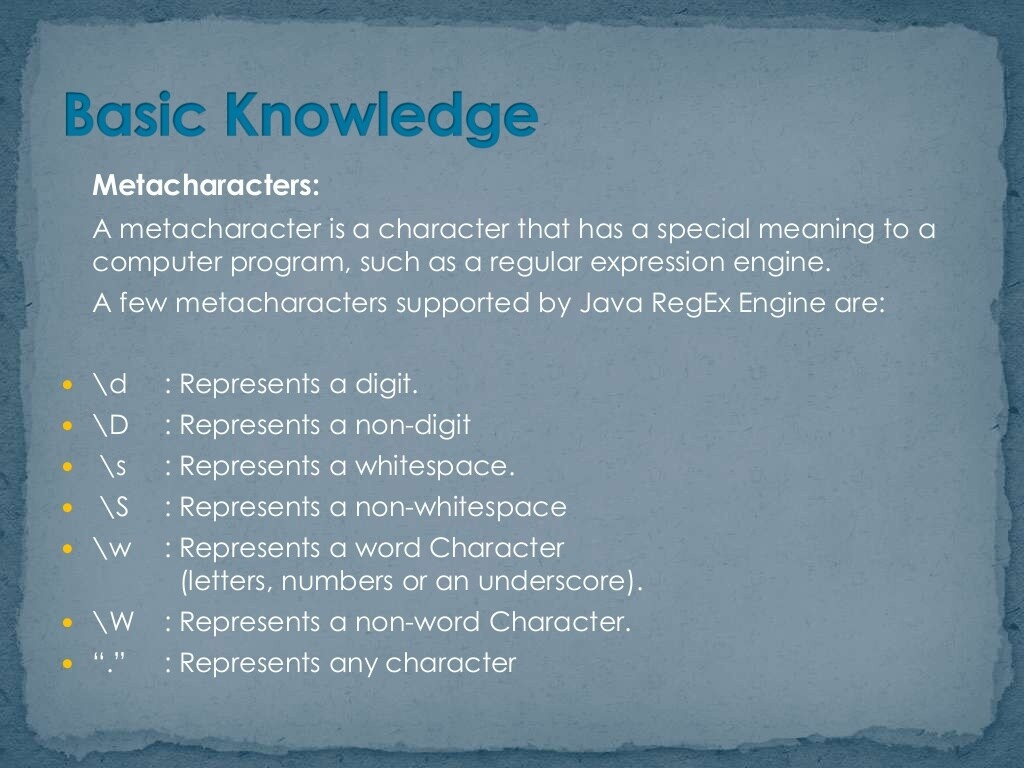 Basic Knowledge
Metacharacters:
A metacharacter is a character that has a special meaning to a
computer program, such as a regular expression engine.
A few metacharacters supported by Java RegEx Engine are:
• \d : Represents a digit.
• \D : Represents a non-digit
• \s : Represents a whitespace.
• \S : Represents a non-whitespace
• \w : Represents a word Character
(letters, numbers or an underscore).
• \W : Represents a non-word Character.
• “.” : Represents any character